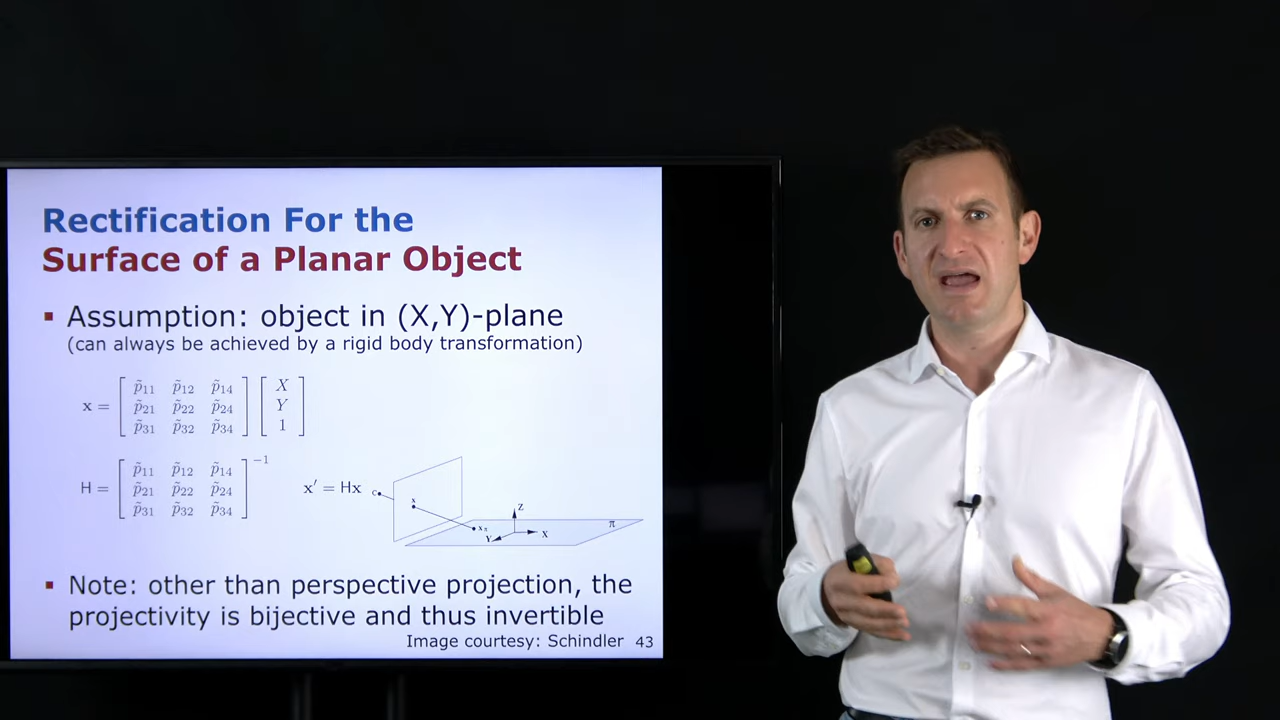 Rectification For the
Surface of a Planar Object
Assumption: object in (X,Y)-plane
(can always be achieved by a rigid body transformation)
x = [ p̃₁₁ p̃₁₂ p̃₁₄ ] [ X ]
[ p̃₂₁ p̃₂₂ p̃₂₄ ] [ Y ]
[ p̃₃₁ p̃₃₂ p̃₃₄ ] [ 1 ]
H = [ p̃₁₁ p̃₁₂ p̃₁₄ ]⁻¹
[ p̃₂₁ p̃₂₂ p̃₂₄ ]
[ p̃₃₁ p̃₃₂ p̃₃₄ ]
x′ = Hx
C
x
xπ
Z
Y
X
π
Note: other than perspective projection, the
projectivity is bijective and thus invertible
Image courtesy: Schindler 43